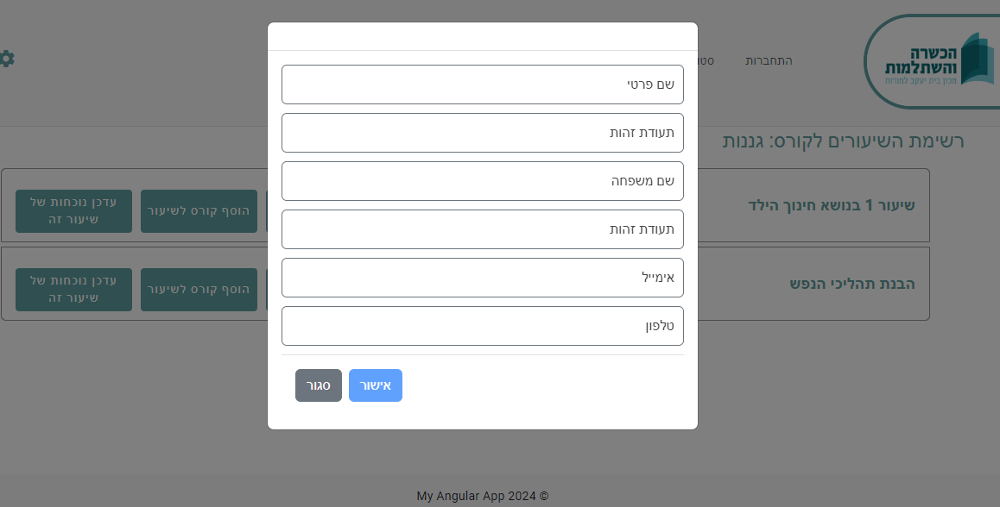 הכשרה
והשתלמות
מכון בית יעקב למורות
התחברות
רשימת השיעורים לקורס: גננות
שיעור 1 בנושא חינוך הילד
הוסף קורס לשיעור
עדכן נוכחות של
שיעור זה
הבנת תהליכי הנפש
הוסף קורס לשיעור
עדכן נוכחות של
שיעור זה
שם פרטי
תעודת זהות
שם משפחה
תעודת זהות
אימייל
טלפון
אישור
סגור
My Angular App 2024 ©